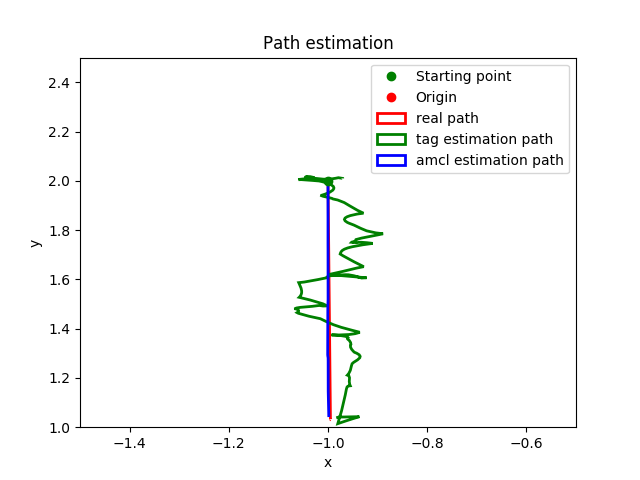 Path estimation
Starting point
Origin
real path
tag estimation path
amcl estimation path
2.4
2.2
2.0
1.8
1.6
1.4
1.2
1.0
y
−1.4
−1.2
−1.0
−0.8
−0.6
x